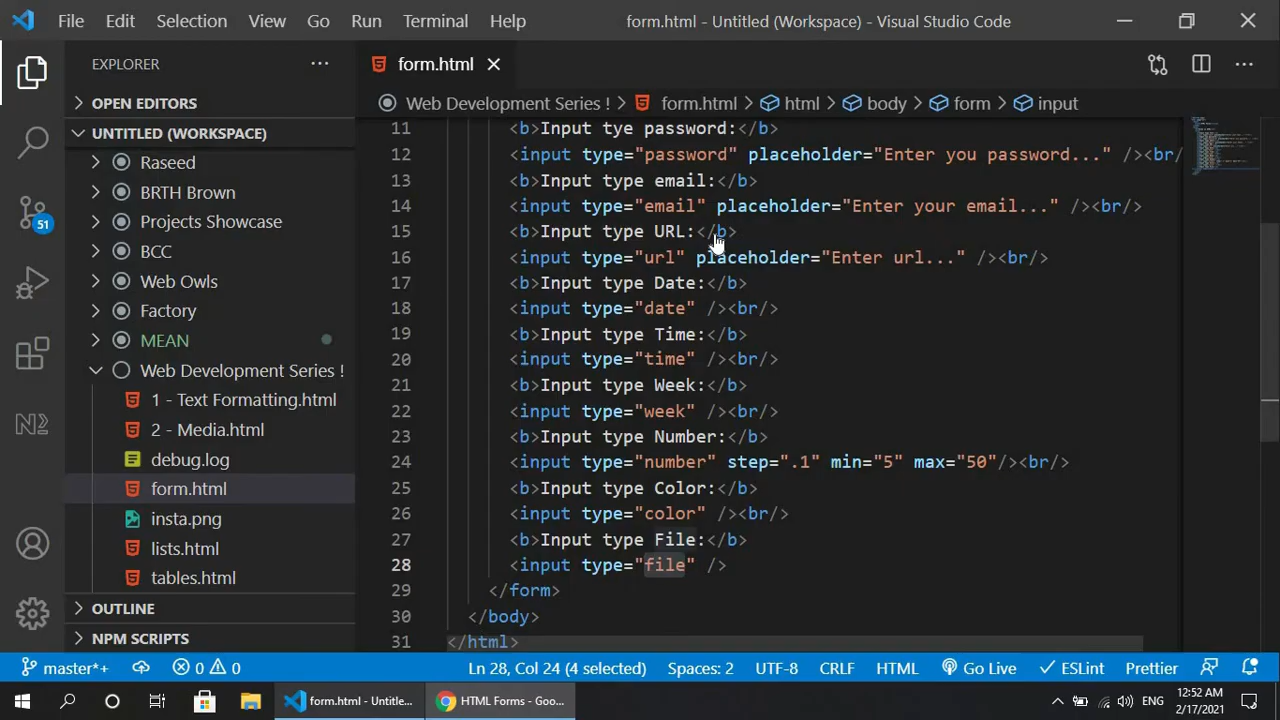 File Edit Selection View Go Run Terminal Help form.html - Untitled (Workspace) - Visual Studio Code
EXPLORER
form.html
OPEN EDITORS
Web Development Series ! > form.html > html > body > form > input
UNTITLED (WORKSPACE)
Raseed
BRTH Brown
Projects Showcase
BCC
Web Owls
Factory
MEAN
Web Development Series !
1 - Text Formatting.html
2 - Media.html
debug.log
form.html
insta.png
lists.html
tables.html
OUTLINE
NPM SCRIPTS
51
11 <b>Input tye password:</b>
12 <input type="password" placeholder="Enter you password..." /><br/
13 <b>Input type email:</b>
14 <input type="email" placeholder="Enter your email..." /><br/>
15 <b>Input type URL:</b>
16 <input type="url" placeholder="Enter url..." /><br/>
17 <b>Input type Date:</b>
18 <input type="date" /><br/>
19 <b>Input type Time:</b>
20 <input type="time" /><br/>
21 <b>Input type Week:</b>
22 <input type="week" /><br/>
23 <b>Input type Number:</b>
24 <input type="number" step=".1" min="5" max="50"/><br/>
25 <b>Input type Color:</b>
26 <input type="color" /><br/>
27 <b>Input type File:</b>
28 <input type="file" />
29 </form>
30 </body>
31 </html>
master*+ 0 0 Ln 28, Col 24 (4 selected) Spaces: 2 UTF-8 CRLF HTML Go Live ESLint Prettier
form.html - Untitle... HTML Forms - Goo... ENG 12:52 AM
2/17/2021